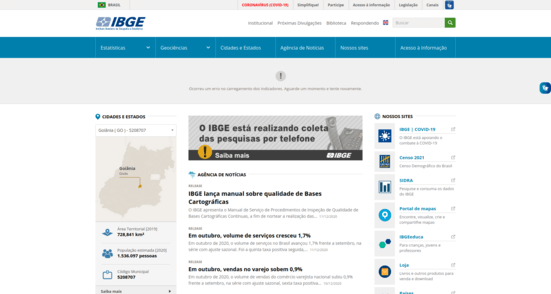 BRASIL
CORONAVÍRUS (COVID-19)
Simplifique!
Participe
Acesso à informação
Legislação
Canais
IBGE
Instituto Brasileiro de Geografia e Estatística
Institucional
Próximas Divulgações
Biblioteca
Respondendo
Buscar
Estatísticas
Geociências
Cidades e Estados
Agência de Notícias
Nossos sites
Acesso à Informação
Ocorreu um erro no carregamento dos indicadores. Aguarde um momento e tente novamente.
CIDADES E ESTADOS
Goiânia ( GO ) - 5208707
Goiânia
Goiás
Área Territorial (2019)
728,841 km²
População estimada (2020)
1.536.097 pessoas
Código Municipal
5208707
Saiba mais
O IBGE está realizando coleta
das pesquisas por telefone
Saiba mais
IBGE
AGÊNCIA DE NOTÍCIAS
RELEASE
IBGE lança manual sobre qualidade de Bases
Cartográficas
O IBGE apresenta o Manual de Serviço de Procedimentos de Inspeção de Qualidade de
Bases Cartográficas Contínuas, a fim de nortear a realização das...
RELEASE
Em outubro, volume de serviços cresceu 1,7%
Em outubro de 2020, o volume de serviços no Brasil avançou 1,7% frente a setembro, na
série com ajuste sazonal. Foi a quinta taxa positiva seguida...
RELEASE
Em outubro, vendas no varejo sobem 0,9%
Em outubro de 2020, o volume de vendas do comércio varejista nacional subiu 0,9%
frente a setembro, na série com ajuste sazonal, sexta taxa positiva...
NOSSOS SITES
IBGE | COVID-19
O IBGE está apoiando o
combate à COVID-19
Censo 2021
Censo Demográfico do Brasil
SIDRA
Pesquise e consulte os dados
do IBGE
Portal de mapas
Encontre, visualize, crie e
compartilhe mapas
IBGEeduca
Para crianças, jovens e
professores
Loja
Livros e outros produtos para
venda e download